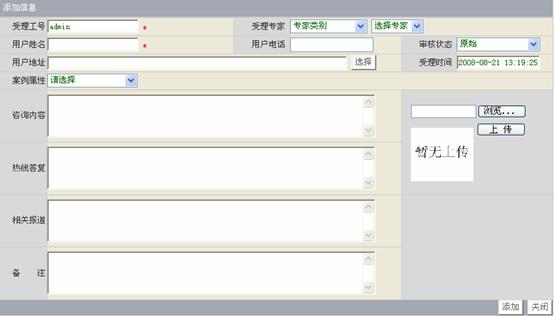 添加信息
受理工号 admin * 受理专家 专家类别 选择专家
用户姓名 * 用户电话 审核状态 原始
用户地址 选择 受理时间 2008-08-21 13:19:25
案例属性 请选择
咨询内容 浏览...
上 传
暂无上传
热线答复
相关报道
备 注
添加 关闭